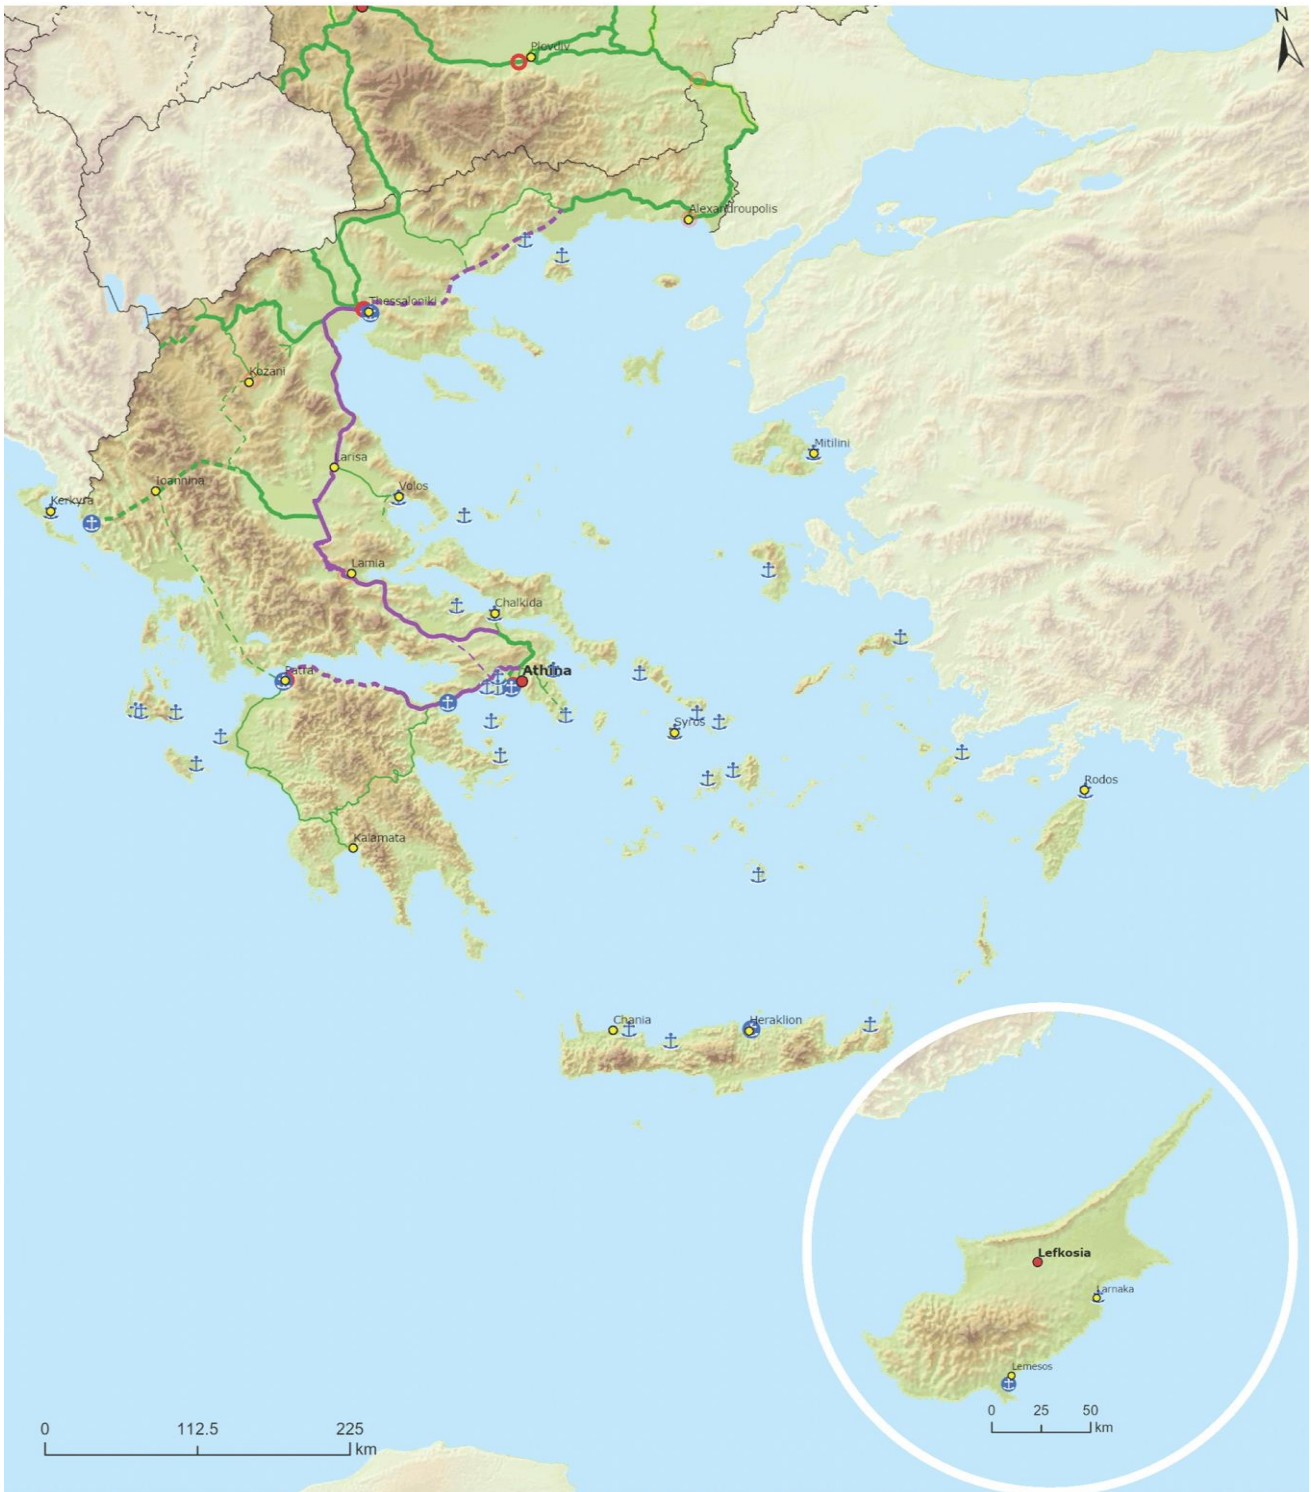 N
Plovdiv
Alexandroupolis
Thessaloniki
Kozani
Mitilini
Larisa
Ioannina
Volos
Kerkyra
Lamia
Chalkida
Patra
Athina
Syros
Rodos
Kalamata
Chania
Heraklion
Lefkosia
Larnaka
Lemesos
0 25 50
km
0 112.5 225
km